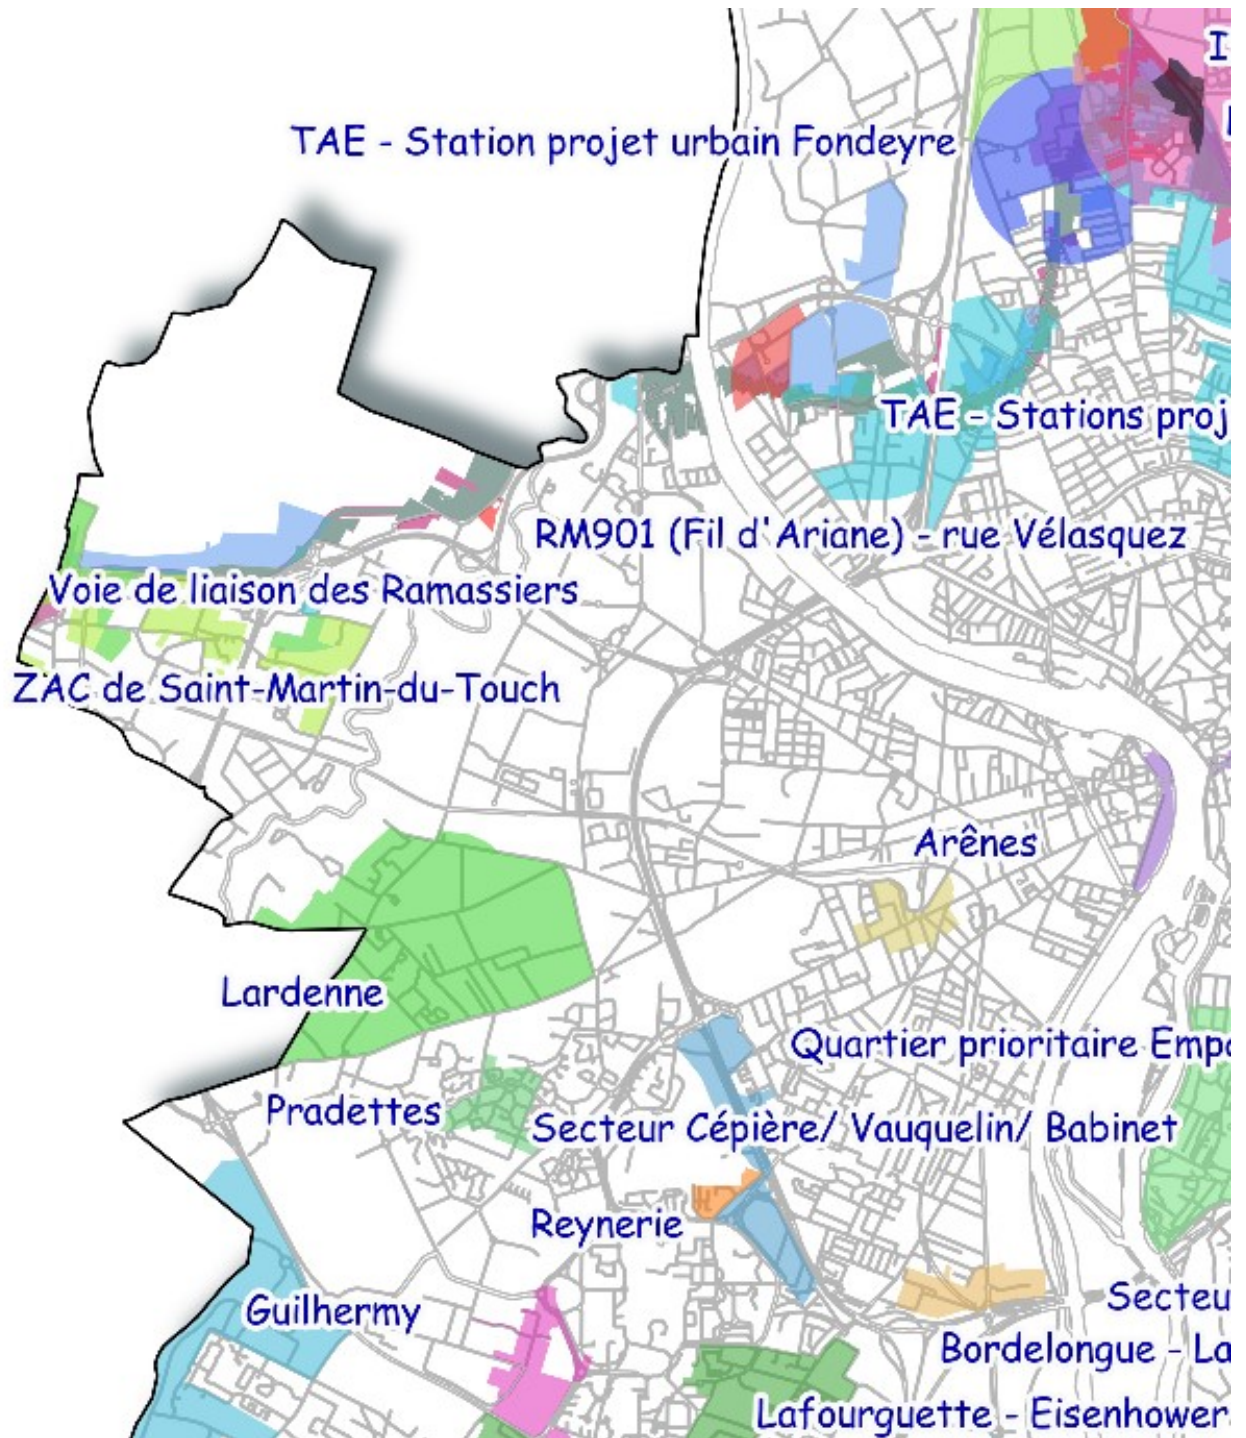 I
TAE - Station projet urbain Fondeyre
TAE - Stations proj
RM901 (Fil d'Ariane) - rue Vélasquez
Voie de liaison des Ramassiers
ZAC de Saint-Martin-du-Touch
Arênes
Lardenne
Quartier prioritaire Empa
Pradettes
Secteur Cépière/ Vauquelin/ Babinet
Reynerie
Guilhermy
Secteu
Bordelongue - La
Lafourguette - Eisenhower